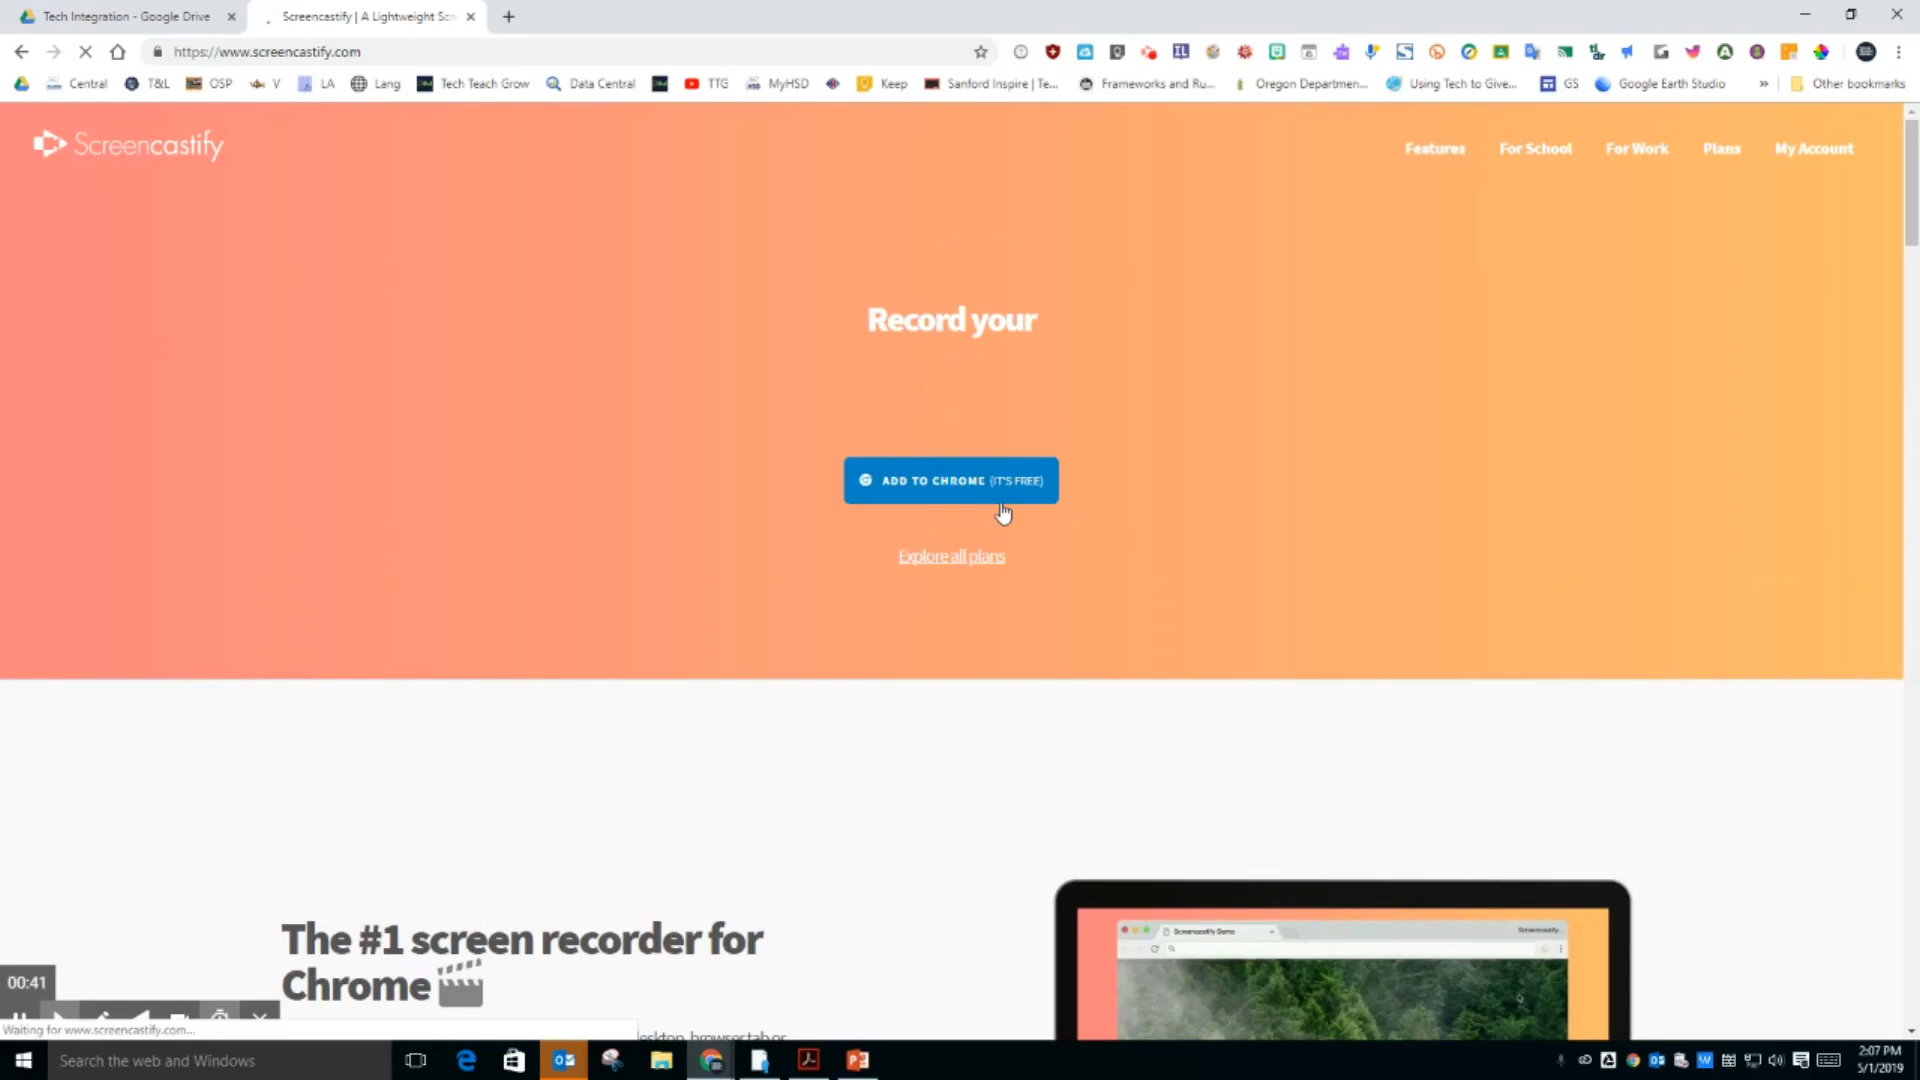 Tech Integration - Google Drive
Screencastify | A Lightweight Scr
https://www.screencastify.com
Central
T&L
OSP
V
LA
Lang
Tech Teach Grow
Data Central
TTG
MyHSD
Keep
Sanford Inspire | Te...
Frameworks and Ru...
Oregon Departmen...
Using Tech to Give...
GS
Google Earth Studio
Other bookmarks
Screencastify
Features
For School
For Work
Plans
My Account
Record your
ADD TO CHROME (IT'S FREE)
Explore all plans
The #1 screen recorder for
Chrome
Screencastify Demo
Screencastify
00:41
Waiting for www.screencastify.com...
Search the web and Windows
2:07 PM
5/1/2019